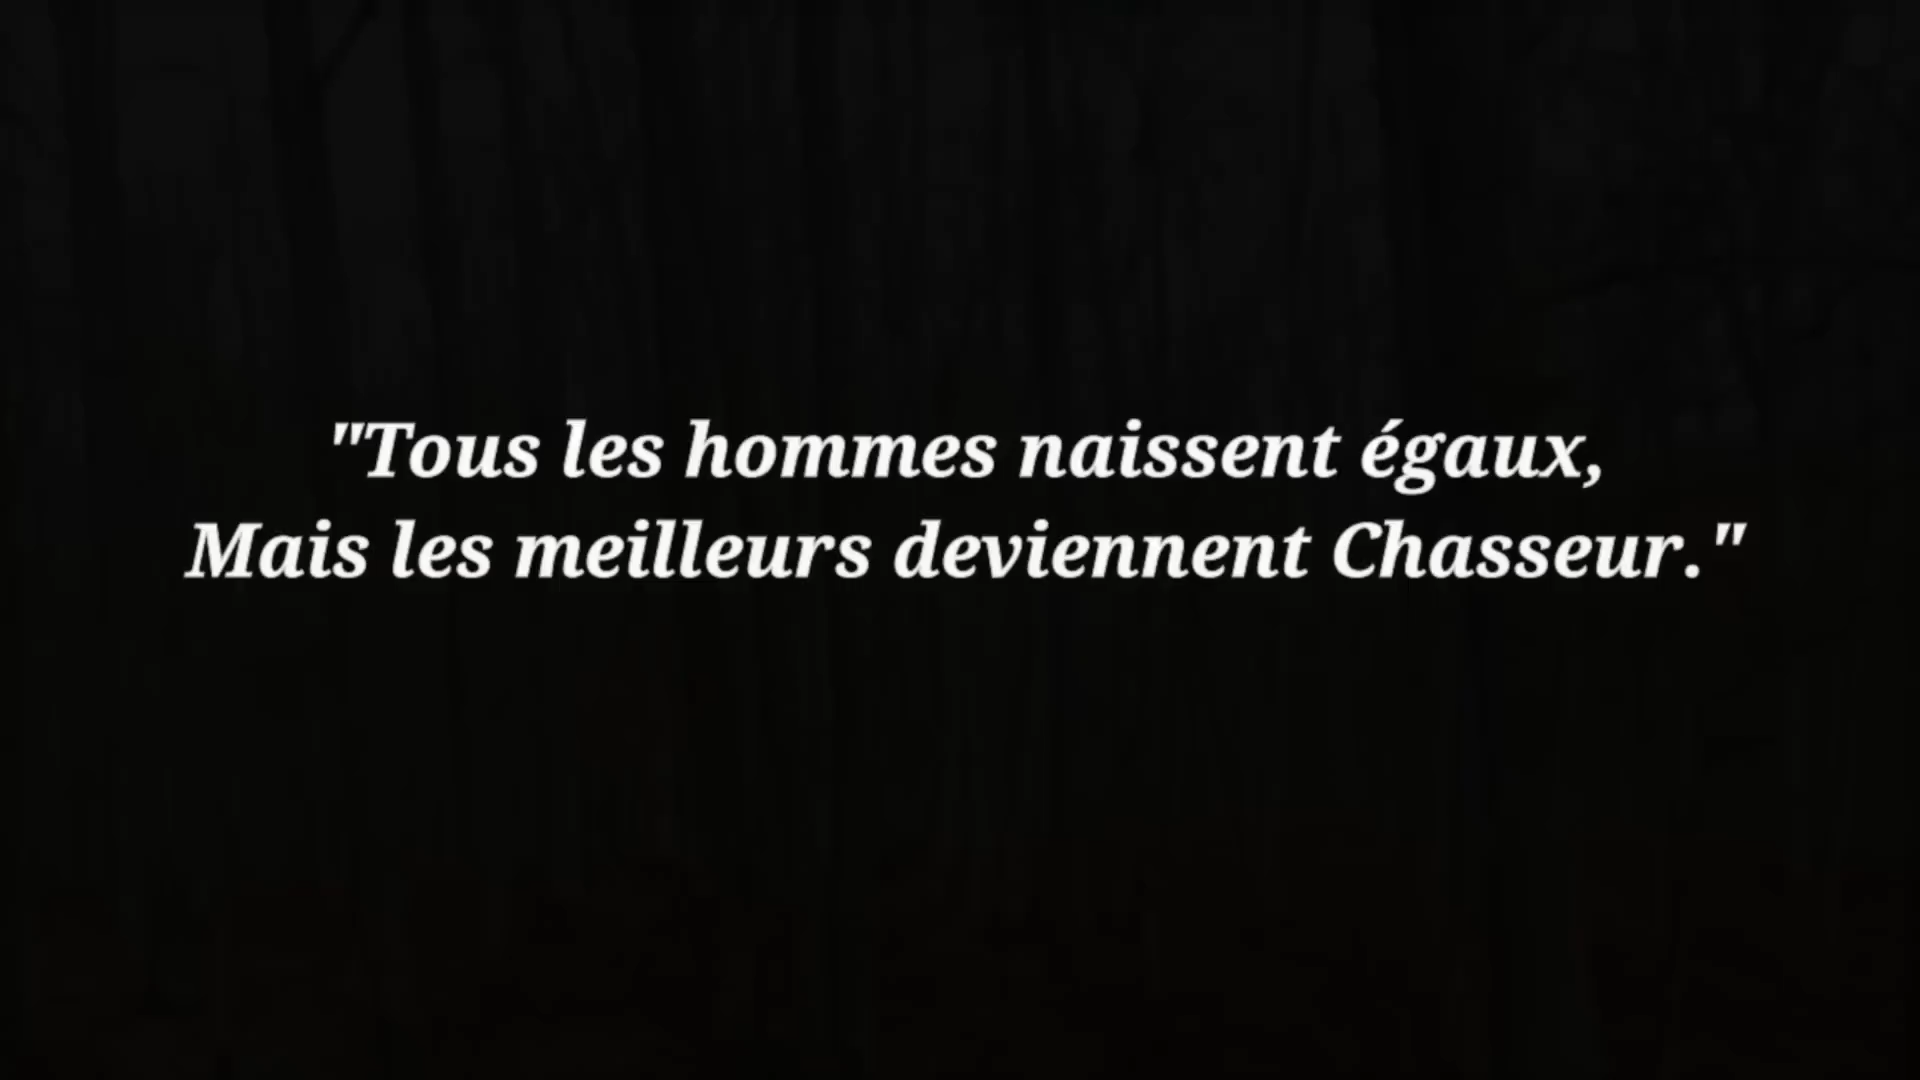 "Tous les hommes naissent égaux,
Mais les meilleurs deviennent Chasseur."